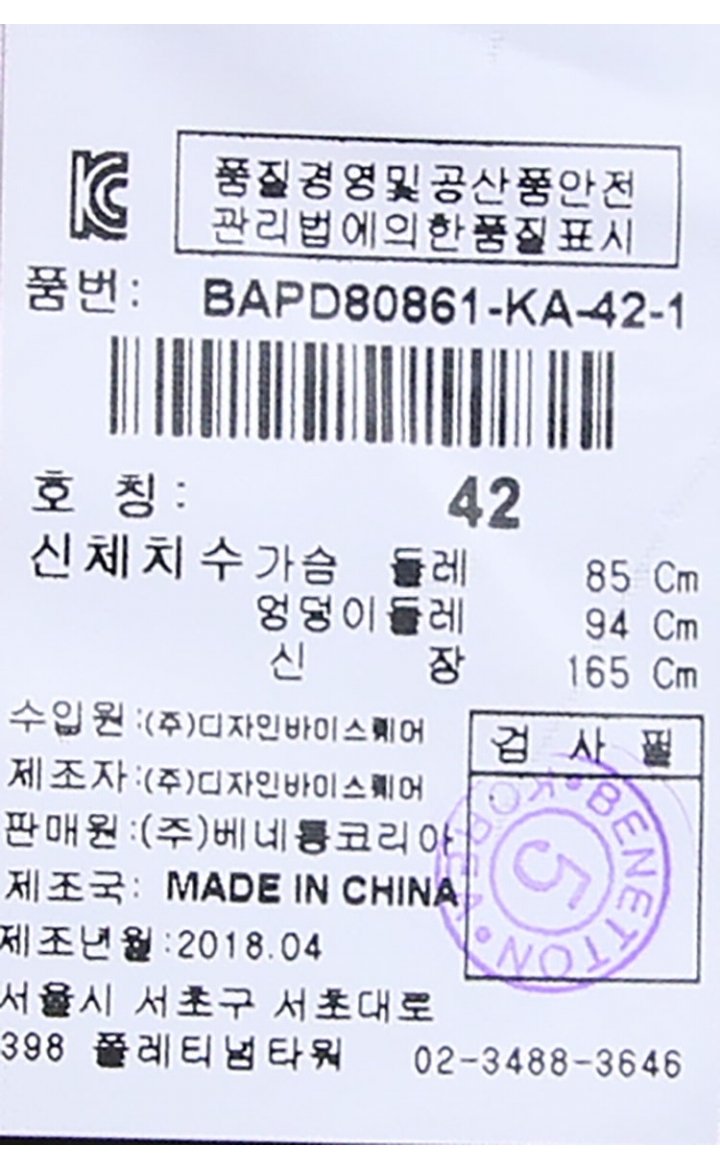 KC
품질경영및공산품안전
관리법에의한품질표시
품번: BAPD80861-KA-42-1
호 칭: 42
신체치수 가슴 둘레 85 Cm
엉덩이둘레 94 Cm
신 장 165 Cm
수입원:(주)디자인바이스퀘어
제조자:(주)디자인바이스퀘어
판매원:(주)베네통코리아
제조국: MADE IN CHINA
제조년월:2018.04
서울시 서초구 서초대로
398 플레티넘타워 02-3488-3646
검 사 필
BENETTON • KOREA •
5